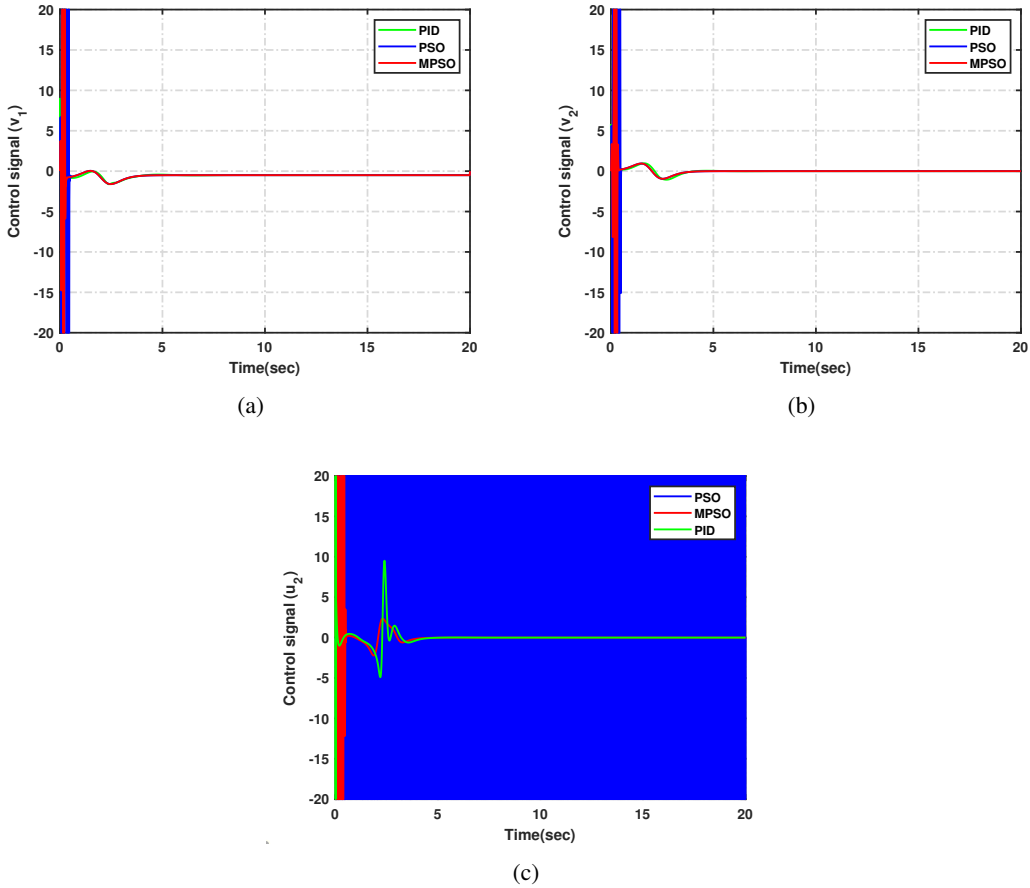 20
15
10
5
0
-5
-10
-15
-20
Control signal (v1)
PID
PSO
MPSO
0 5 10 15 20
Time(sec)
(a)
20
15
10
5
0
-5
-10
-15
-20
Control signal (v2)
PID
PSO
MPSO
0 5 10 15 20
Time(sec)
(b)
20
15
10
5
0
-5
-10
-15
-20
Control signal (u2)
PSO
MPSO
PID
0 5 10 15 20
Time(sec)
(c)